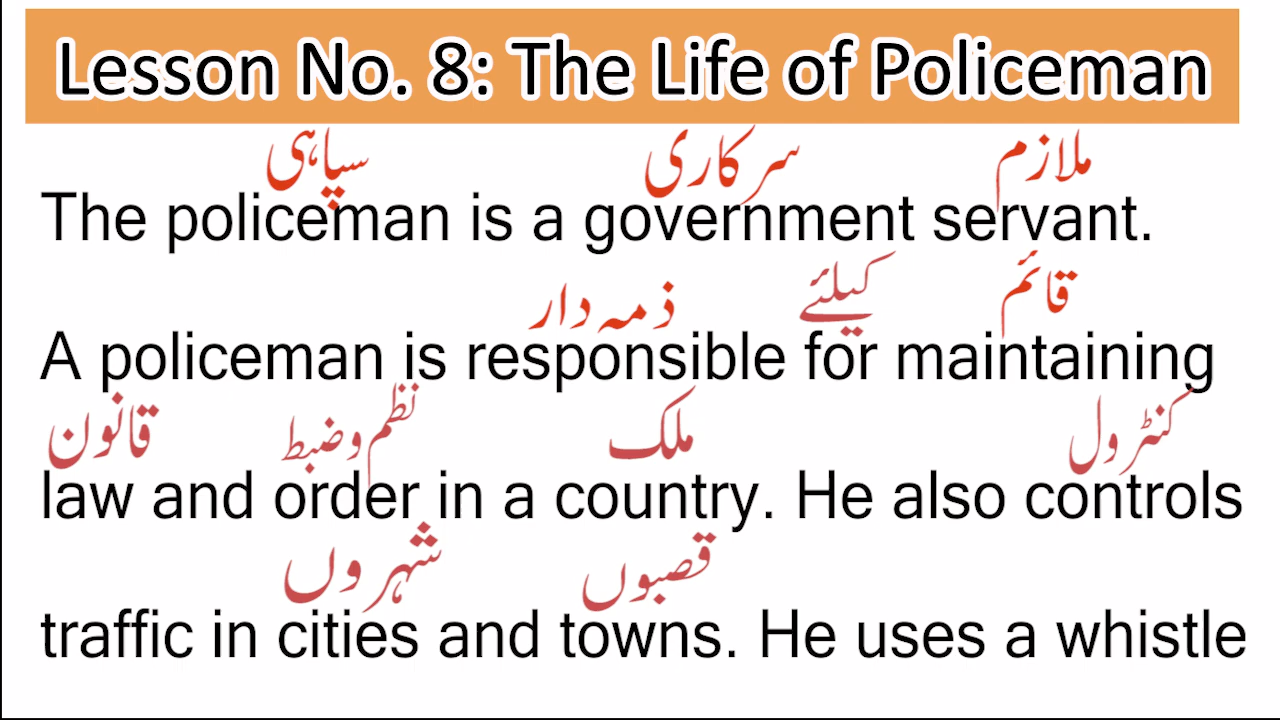 Lesson No. 8: The Life of Policeman
سپاہی سرکاری ملازم
The policeman is a government servant.
ذمہ دار کیلئے قائم
A policeman is responsible for maintaining
قانون نظم وضبط ملک کنٹرول
law and order in a country. He also controls
شہروں قصبوں
traffic in cities and towns. He uses a whistle